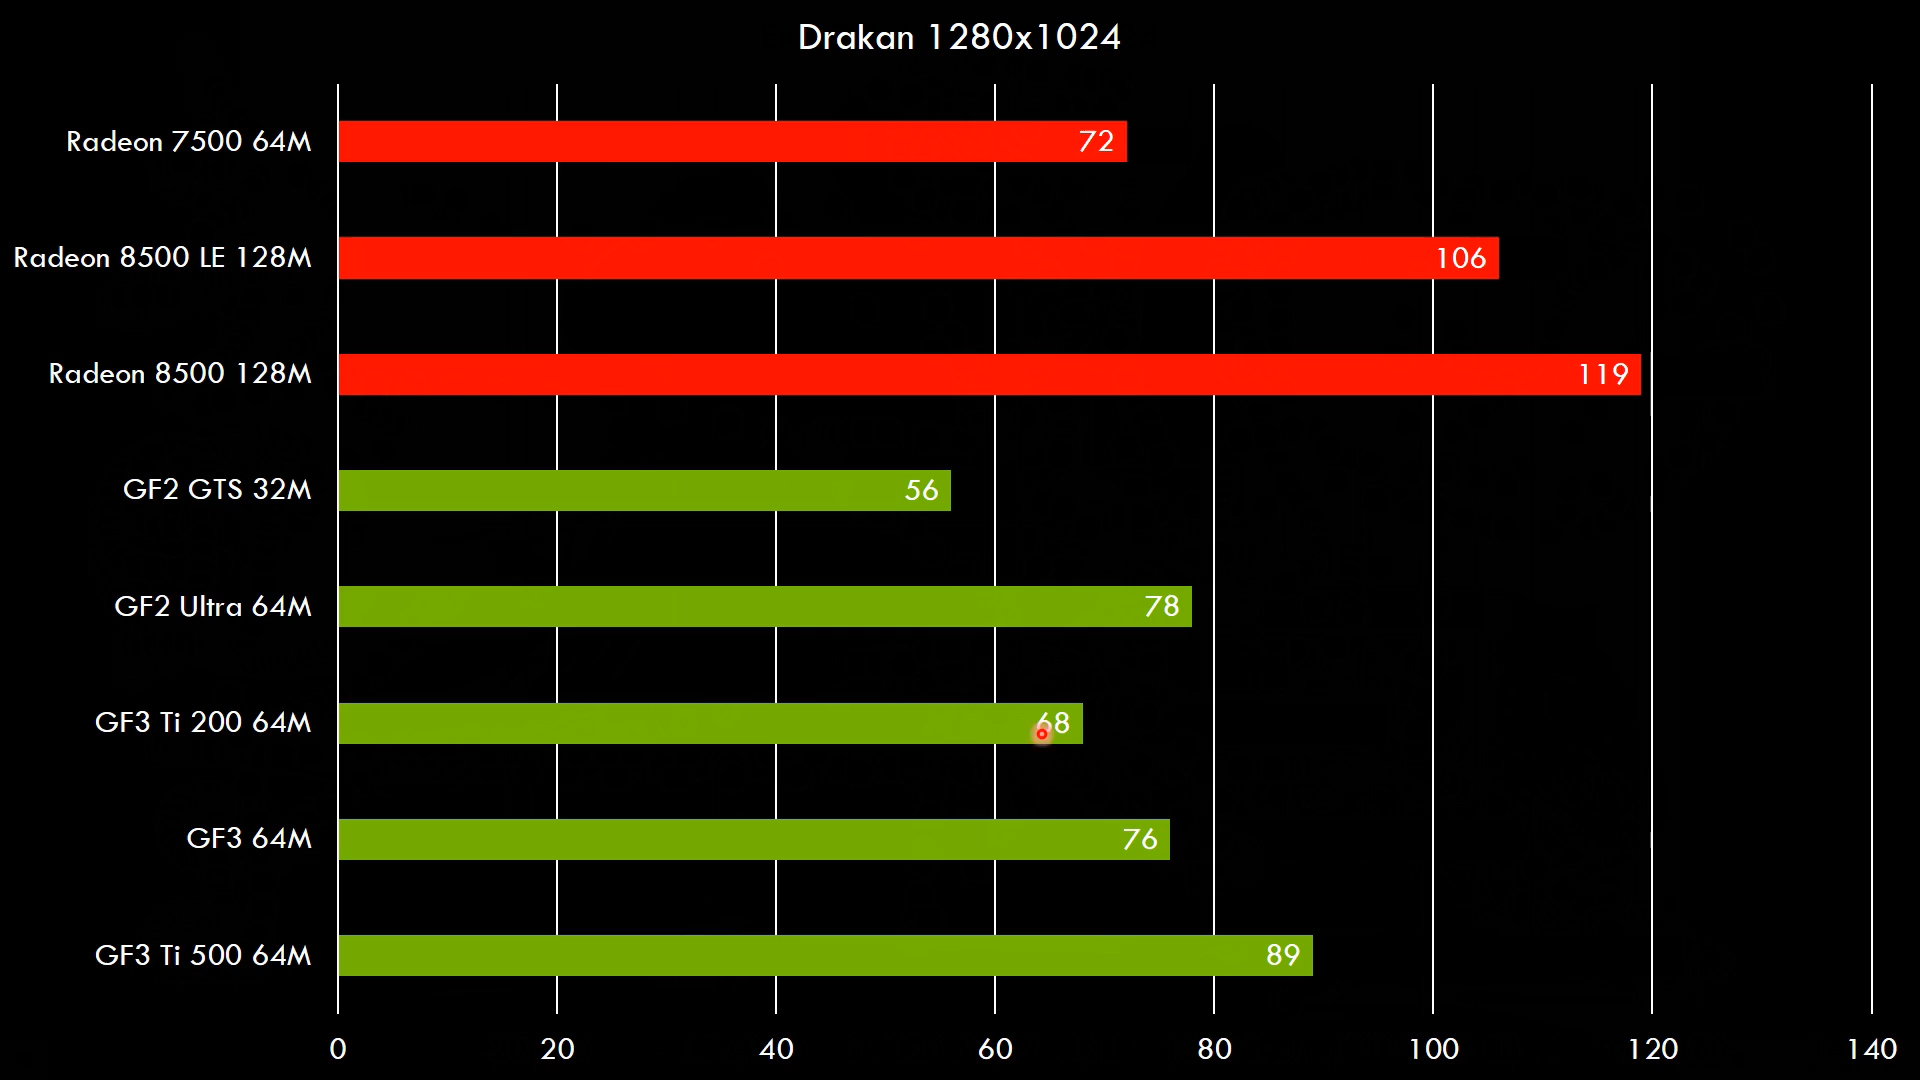 Drakan 1280x1024
Radeon 7500 64M 72
Radeon 8500 LE 128M 106
Radeon 8500 128M 119
GF2 GTS 32M 56
GF2 Ultra 64M 78
GF3 Ti 200 64M 68
GF3 64M 76
GF3 Ti 500 64M 89
0 20 40 60 80 100 120 140